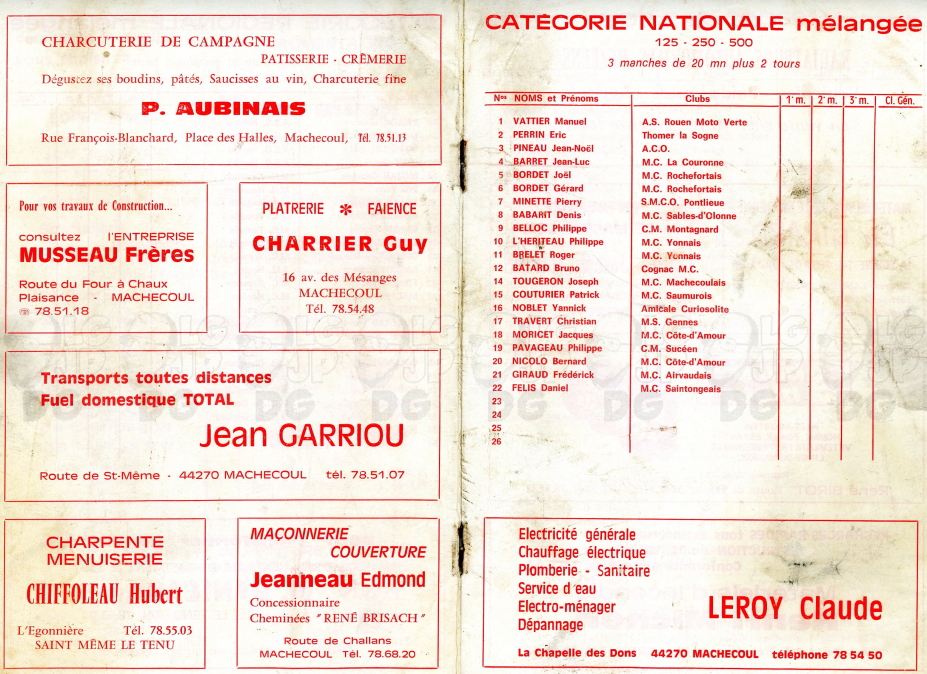 CHARCUTERIE DE CAMPAGNE
PATISSERIE - CRÊMERIE
Dégustez ses boudins, pâtés, Saucisses au vin, Charcuterie fine
P. AUBINAIS
Rue François-Blanchard, Place des Halles, Machecoul, Tél. 78.51.13
Pour vos travaux de Construction...
consultez l'ENTREPRISE
MUSSEAU Frères
Route du Four à Chaux
Plaisance - MACHECOUL
☏ 78.51.18
PLATRERIE ✻ FAIENCE
CHARRIER Guy
16 av. des Mésanges
MACHECOUL
Tél. 78.54.48
Transports toutes distances
Fuel domestique TOTAL
Jean GARRIOU
Route de St-Même - 44270 MACHECOUL tél. 78.51.07
CHARPENTE
MENUISERIE
CHIFFOLEAU Hubert
L'Egonnière Tél. 78.55.03
SAINT MÊME LE TENU
MAÇONNERIE
COUVERTURE
Jeanneau Edmond
Concessionnaire
Cheminées "RENÉ BRISACH"
Route de Challans
MACHECOUL Tél. 78.68.20
CATÉGORIE NATIONALE mélangée
125 - 250 - 500
3 manches de 20 mn plus 2 tours
Nos NOMS et Prénoms Clubs 1e m. 2e m. 3e m. Cl. Gén.
1 VATTIER Manuel A.S. Rouen Moto Verte
2 PERRIN Eric Thomer la Sogne
3 PINEAU Jean-Noël A.C.O.
4 BARRET Jean-Luc M.C. La Couronne
5 BORDET Joël M.C. Rochefortais
6 BORDET Gérard M.C. Rochefortais
7 MINETTE Pierry S.M.C.O. Pontlieue
8 BABARIT Denis M.C. Sables-d'Olonne
9 BELLOC Philippe C.M. Montagnard
10 L'HERITEAU Philippe M.C. Yonnais
11 BRELET Roger M.C. Yonnais
12 BATARD Bruno Cognac M.C.
14 TOUGERON Joseph M.C. Machecoulais
15 COUTURIER Patrick M.C. Saumurois
16 NOBLET Yannick Amicale Curiosolite
17 TRAVERT Christian M.S. Gennes
18 MORICET Jacques M.C. Côte-d'Amour
19 PAVAGEAU Philippe C.M. Sucéen
20 NICOLO Bernard M.C. Côte-d'Amour
21 GIRAUD Frédérick M.C. Airvaudais
22 FELIS Daniel M.C. Saintongeais
23
24
25
26
Electricité générale
Chauffage électrique
Plomberie - Sanitaire
Service d'eau
Electro-ménager
Dépannage
LEROY Claude
La Chapelle des Dons 44270 MACHECOUL téléphone 78 54 50